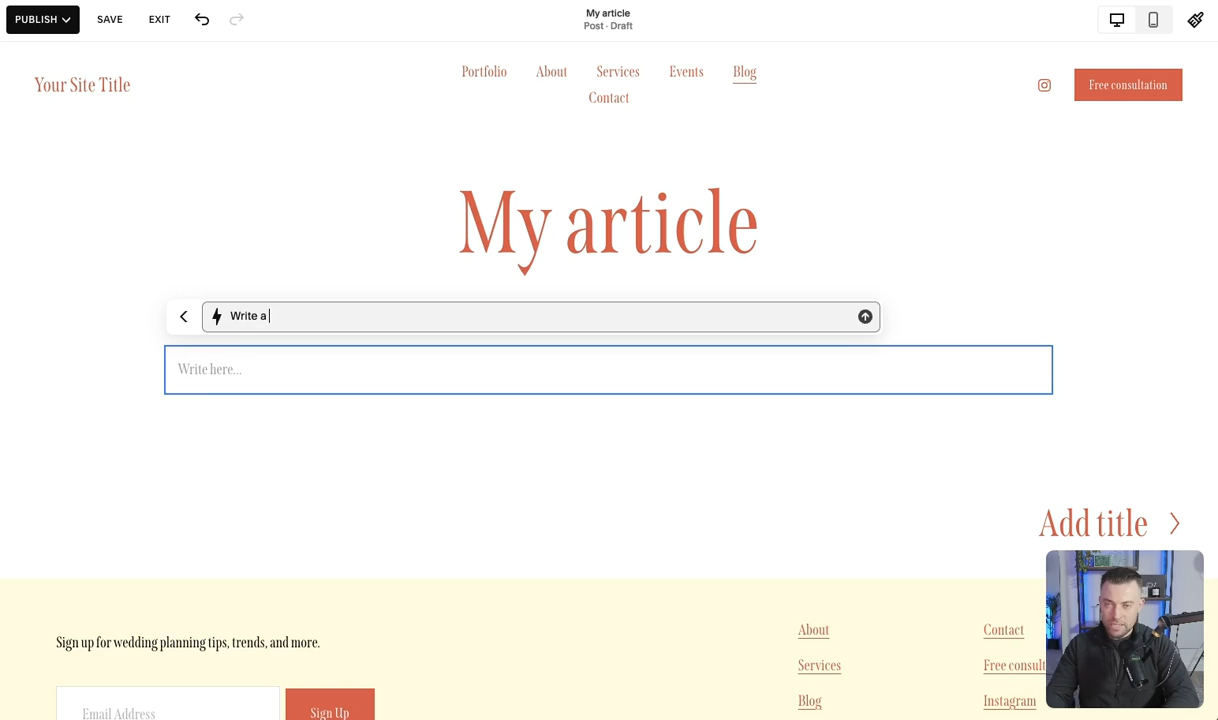 PUBLISH SAVE EXIT
My article
Post · Draft
Your Site Title
Portfolio About Services Events Blog
Contact
Free consultation
My article
Write a
Write here...
Add title
Sign up for wedding planning tips, trends, and more.
Email Address
Sign Up
About
Services
Blog
Contact
Free consult
Instagram